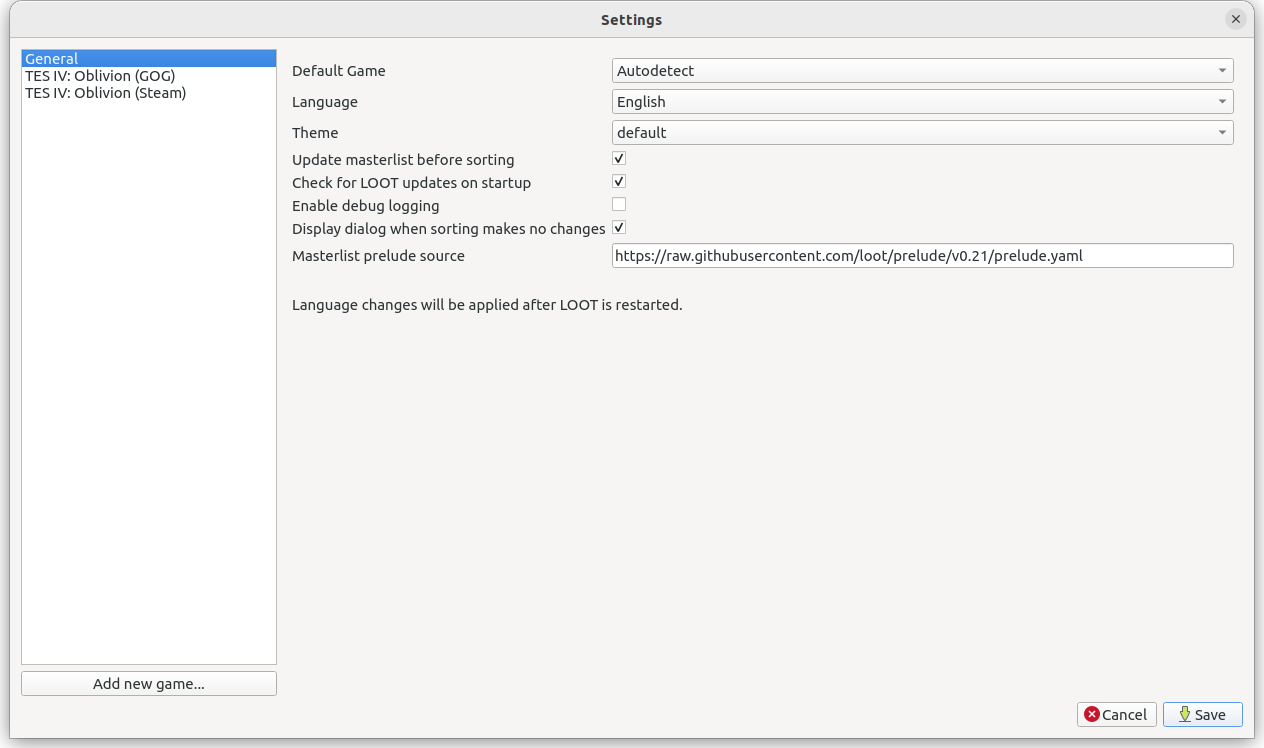 Settings
General
TES IV: Oblivion (GOG)
TES IV: Oblivion (Steam)
Add new game...
Default Game
Autodetect
Language
English
Theme
default
Update masterlist before sorting
Check for LOOT updates on startup
Enable debug logging
Display dialog when sorting makes no changes
Masterlist prelude source
https://raw.githubusercontent.com/loot/prelude/v0.21/prelude.yaml
Language changes will be applied after LOOT is restarted.
Cancel
Save